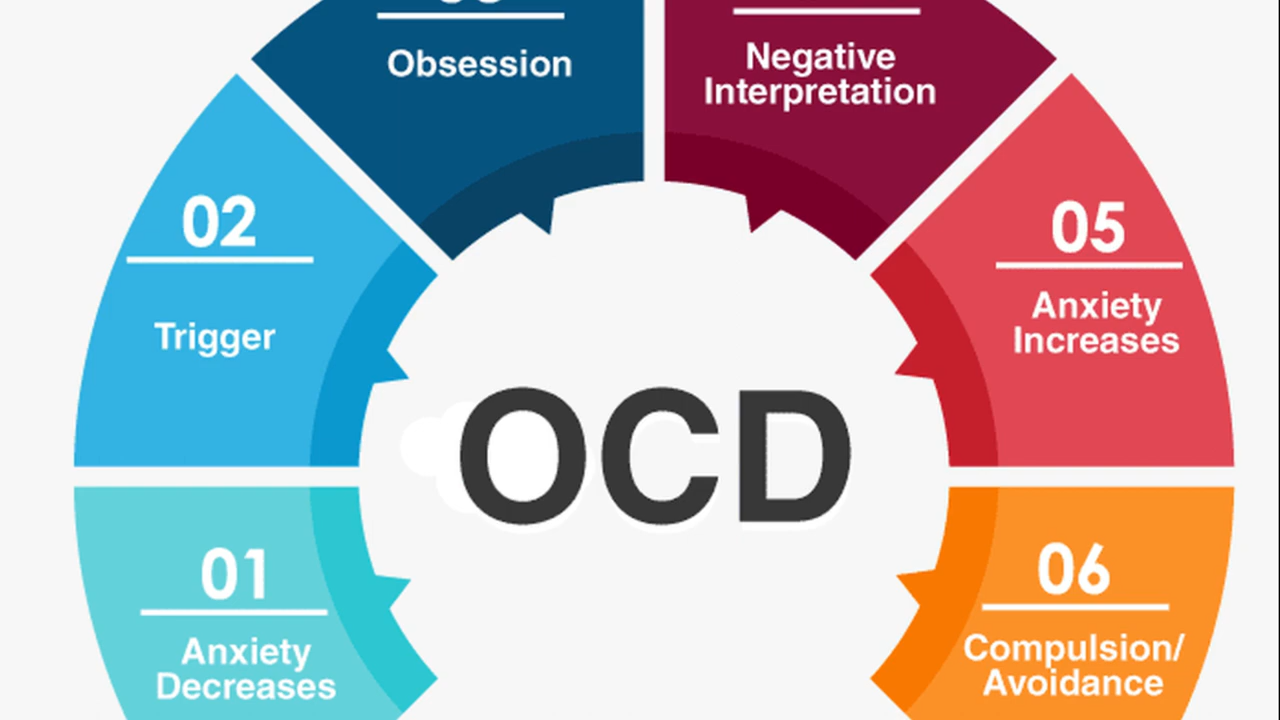 Obsession
Negative
Interpretation
02
Trigger
05
Anxiety
Increases
OCD
01
Anxiety
Decreases
06
Compulsion/
Avoidance